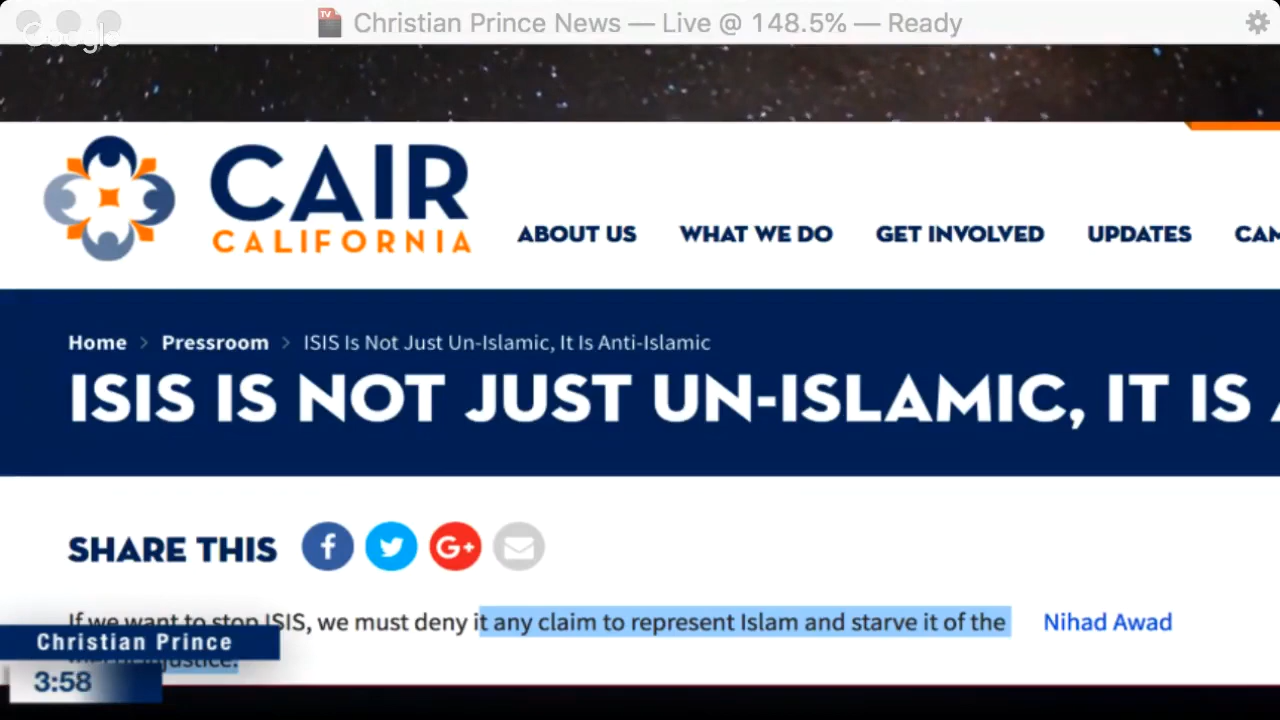 Christian Prince News — Live @ 148.5% — Ready
Google
CAIR
CALIFORNIA
ABOUT US WHAT WE DO GET INVOLVED UPDATES CAM
Home > Pressroom > ISIS Is Not Just Un-Islamic, It Is Anti-Islamic
ISIS IS NOT JUST UN-ISLAMIC, IT IS
SHARE THIS
If we want to stop ISIS, we must deny it any claim to represent Islam and starve it of the
Nihad Awad
injustice.
Christian Prince
3:58